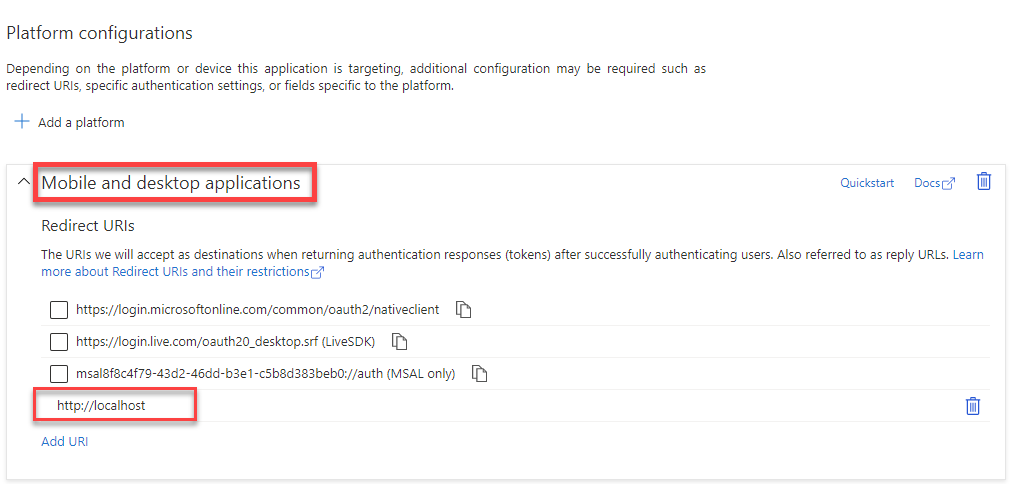 Platform configurations
Depending on the platform or device this application is targeting, additional configuration may be required such as
redirect URIs, specific authentication settings, or fields specific to the platform.
Add a platform
Mobile and desktop applications
Quickstart
Docs
Redirect URIs
The URIs we will accept as destinations when returning authentication responses (tokens) after successfully authenticating users. Also referred to as reply URLs. Learn
more about Redirect URIs and their restrictions
https://login.microsoftonline.com/common/oauth2/nativeclient
https://login.live.com/oauth20_desktop.srf (LiveSDK)
msal8f8c4f79-43d2-46dd-b3e1-c5b8d383beb0://auth (MSAL only)
http://localhost
Add URI